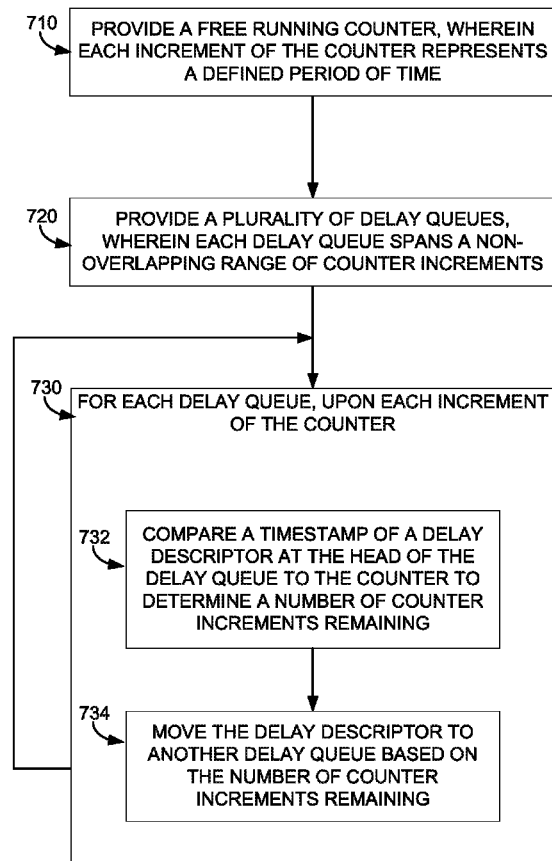 710
PROVIDE A FREE RUNNING COUNTER, WHEREIN
EACH INCREMENT OF THE COUNTER REPRESENTS
A DEFINED PERIOD OF TIME
720
PROVIDE A PLURALITY OF DELAY QUEUES,
WHEREIN EACH DELAY QUEUE SPANS A NON-
OVERLAPPING RANGE OF COUNTER INCREMENTS
730
FOR EACH DELAY QUEUE, UPON EACH INCREMENT
OF THE COUNTER
732
COMPARE A TIMESTAMP OF A DELAY
DESCRIPTOR AT THE HEAD OF THE
DELAY QUEUE TO THE COUNTER TO
DETERMINE A NUMBER OF COUNTER
INCREMENTS REMAINING
734
MOVE THE DELAY DESCRIPTOR TO
ANOTHER DELAY QUEUE BASED ON
THE NUMBER OF COUNTER
INCREMENTS REMAINING